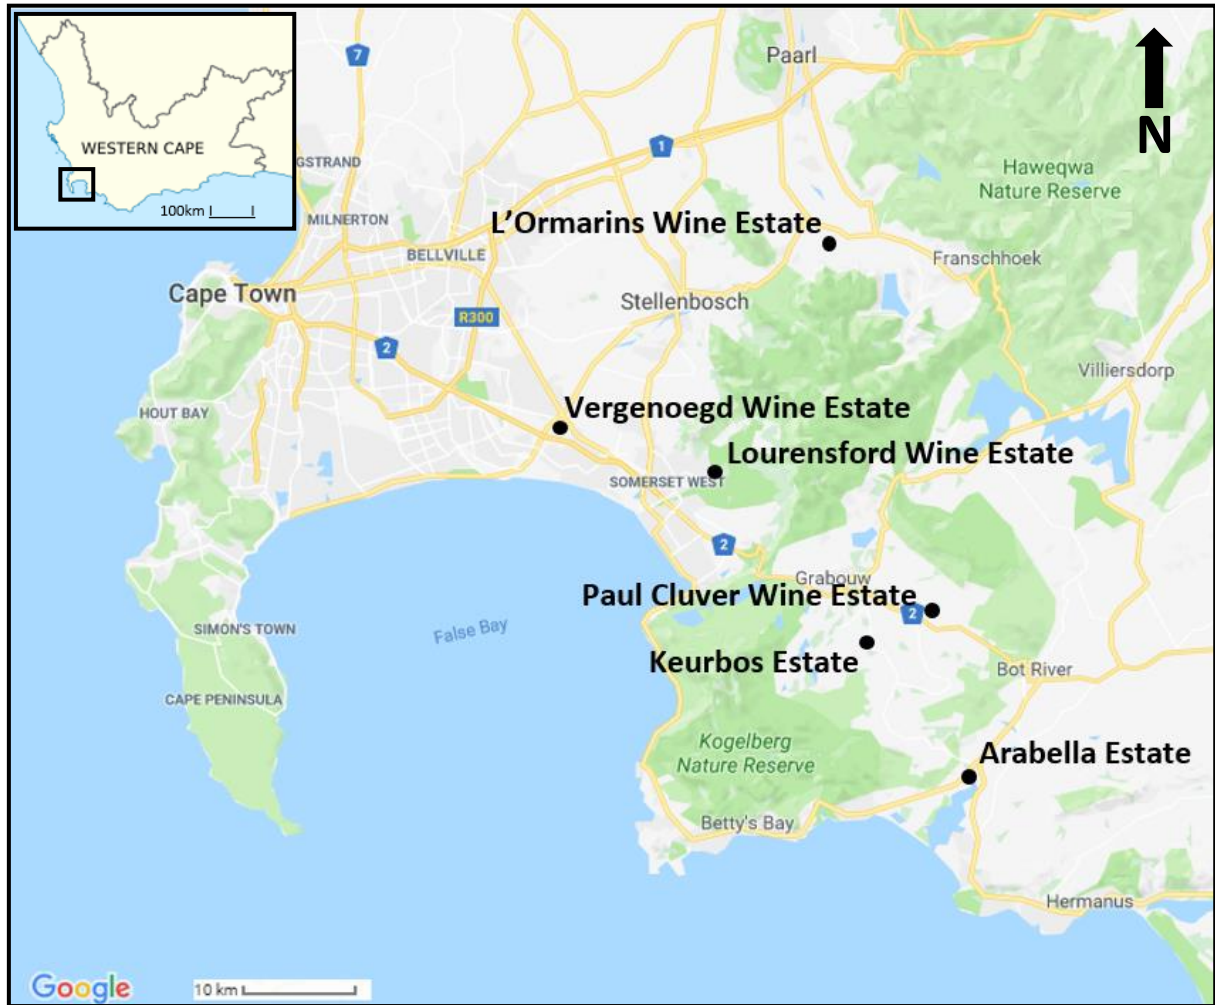 7
Paarl
N
WESTERN CAPE
100km
GSTRAND
1
Haweqwa
Nature Reserve
MILNERTON
L'Ormarins Wine Estate
BELLVILLE
Franschhoek
Cape Town
Stellenbosch
R300
2
Villiersdorp
HOUT BAY
Vergenoegd Wine Estate
Lourensford Wine Estate
SOMERSET WEST
2
Grabouw
Paul Cluver Wine Estate
2
SIMON'S TOWN
False Bay
Keurbos Estate
Bot River
CAPE PENINSULA
Kogelberg
Nature Reserve
Arabella Estate
Betty's Bay
Hermanus
Google
10 km